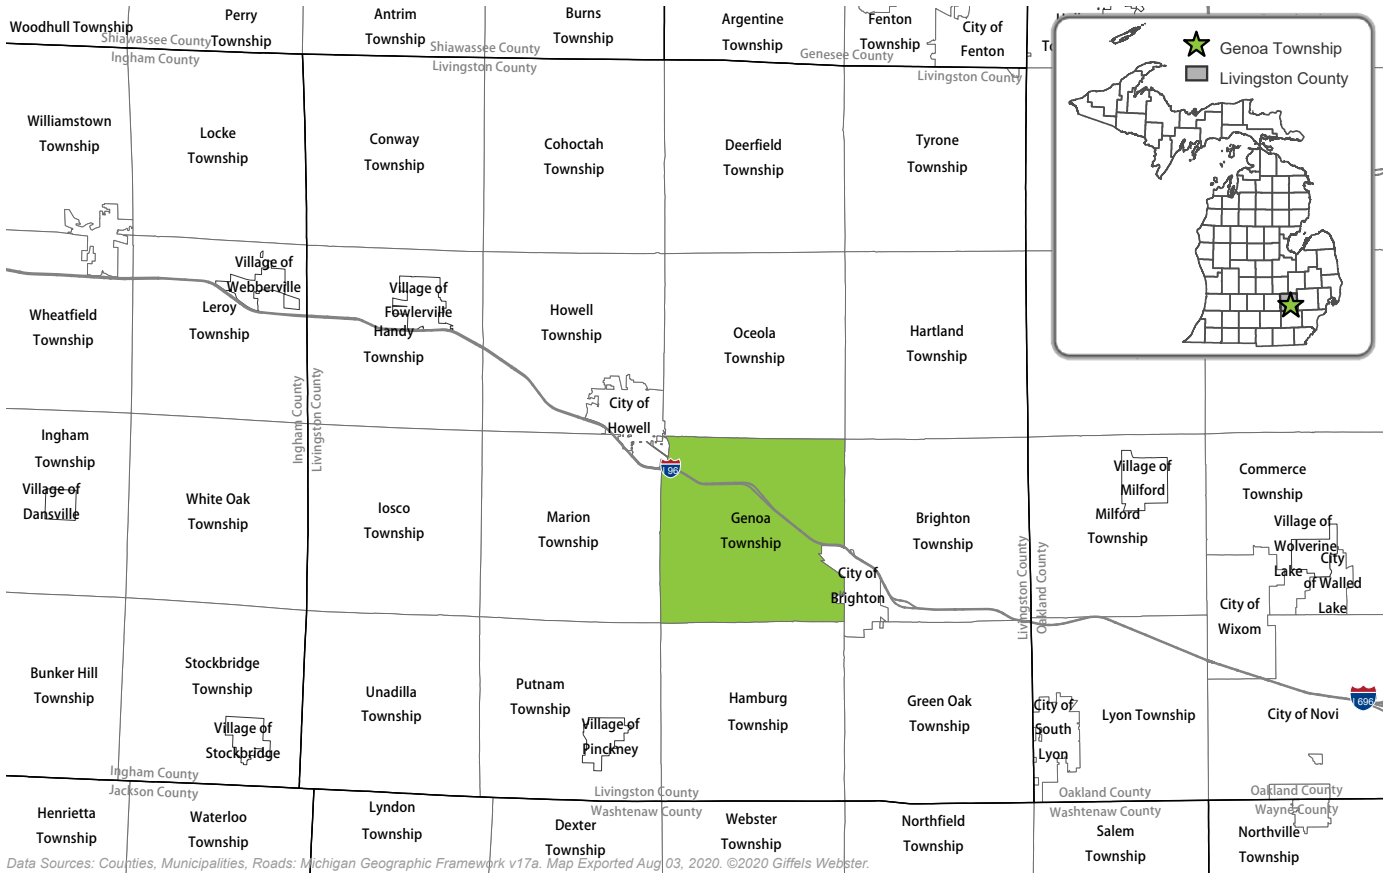 Woodhull Township
Perry
Township
Antrim
Township
Burns
Township
Argentine
Township
Fenton
Township
City of
Fenton
Shiawassee County
Ingham County
Shiawassee County
Livingston County
Genesee County
Livingston County
Genoa Township
Livingston County
Williamstown
Township
Locke
Township
Conway
Township
Cohoctah
Township
Deerfield
Township
Tyrone
Township
Wheatfield
Township
Village of
Webberville
Leroy
Township
Village of
Fowlerville
Handy
Township
Howell
Township
Oceola
Township
Hartland
Township
Ingham County
Livingston County
City of
Howell
I 96
Ingham
Township
Village of
Dansville
White Oak
Township
Iosco
Township
Marion
Township
Genoa
Township
Brighton
Township
City of
Brighton
Livingston County
Oakland County
Village of
Milford
Milford
Township
Commerce
Township
Village of
Wolverine
Lake
City
of Walled
Lake
City of
Wixom
Bunker Hill
Township
Stockbridge
Township
Village of
Stockbridge
Unadilla
Township
Putnam
Township
Village of
Pinckney
Hamburg
Township
Green Oak
Township
City of
South
Lyon
Lyon Township
City of Novi
I 696
Ingham County
Jackson County
Livingston County
Washtenaw County
Oakland County
Washtenaw County
Oakland County
Wayne County
Henrietta
Township
Waterloo
Township
Lyndon
Township
Dexter
Township
Webster
Township
Northfield
Township
Salem
Township
Northville
Township
Data Sources: Counties, Municipalities, Roads: Michigan Geographic Framework v17a. Map Exported Aug 03, 2020. ©2020 Giffels Webster.